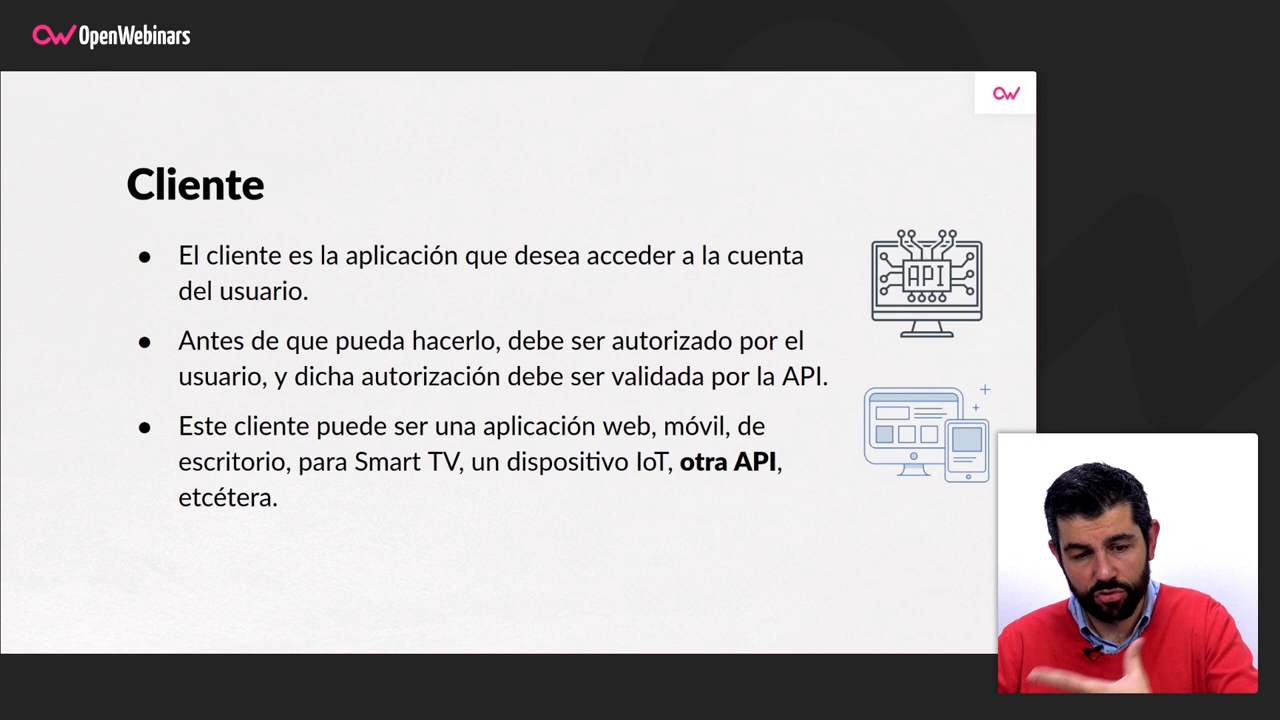 OpenWebinars
Cliente
● El cliente es la aplicación que desea acceder a la cuenta
del usuario.
● Antes de que pueda hacerlo, debe ser autorizado por el
usuario, y dicha autorización debe ser validada por la API.
● Este cliente puede ser una aplicación web, móvil, de
escritorio, para Smart TV, un dispositivo IoT, otra API,
etcétera.
API